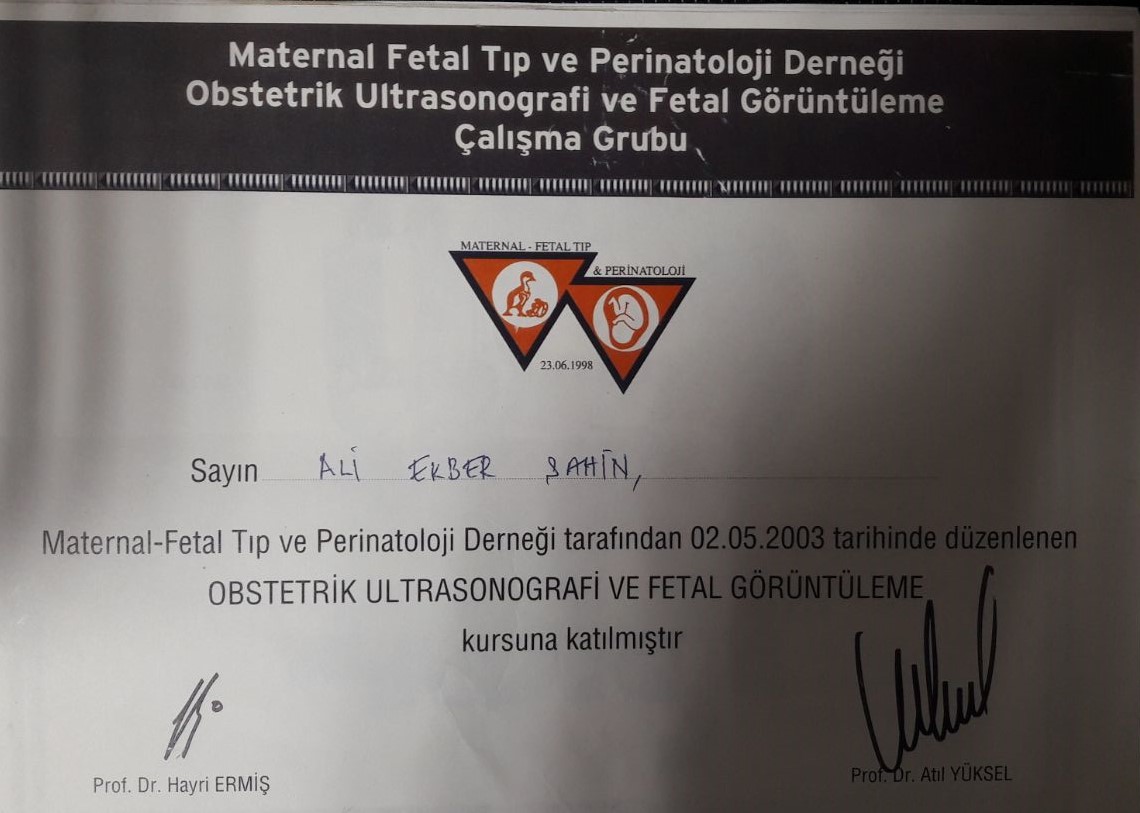 Maternal Fetal Tıp ve Perinatoloji Derneği
Obstetrik Ultrasonografi ve Fetal Görüntüleme
Çalışma Grubu
MATERNAL - FETAL TIP
& PERİNATOLOJİ
23.06.1998
Sayın ALİ EKBER ŞAHİN,
Maternal-Fetal Tıp ve Perinatoloji Derneği tarafından 02.05.2003 tarihinde düzenlenen
OBSTETRİK ULTRASONOGRAFİ VE FETAL GÖRÜNTÜLEME
kursuna katılmıştır
Prof. Dr. Hayri ERMİŞ
Prof. Dr. Atıl YÜKSEL